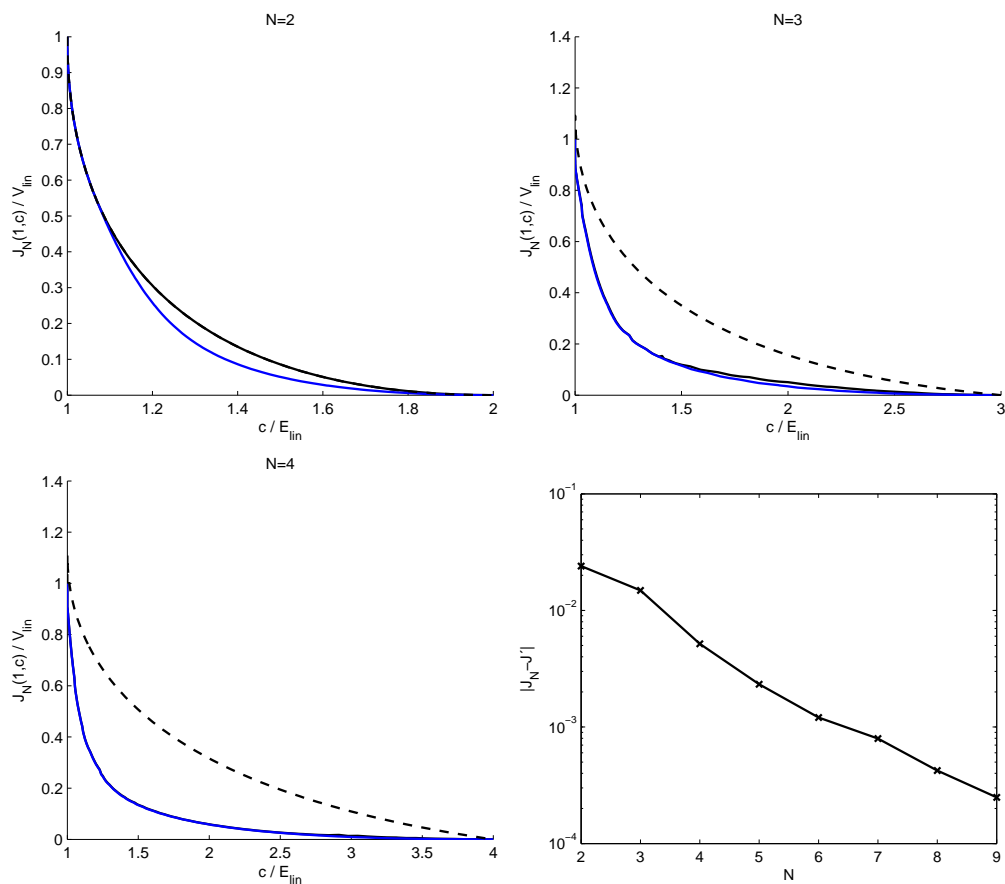 N=2
1
0.9
0.8
0.7
0.6
0.5
0.4
0.3
0.2
0.1
0
J_N(1,c) / V_lin
1 1.2 1.4 1.6 1.8 2
c / E_lin
N=3
1.4
1.2
1
0.8
0.6
0.4
0.2
0
J_N(1,c) / V_lin
1 1.5 2 2.5 3
c / E_lin
N=4
1.4
1.2
1
0.8
0.6
0.4
0.2
0
J_N(1,c) / V_lin
1 1.5 2 2.5 3 3.5 4
c / E_lin
10^−1
10^−2
10^−3
10^−4
|J_N−J′|
2 3 4 5 6 7 8 9
N